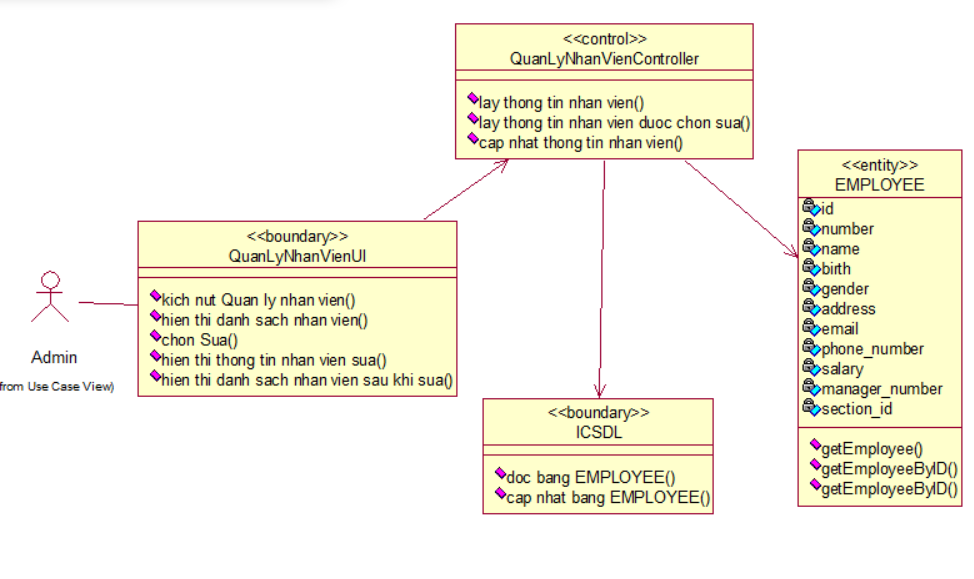 <<control>>
QuanLyNhanVienController
lay thong tin nhan vien()
lay thong tin nhan vien duoc chon sua()
cap nhat thong tin nhan vien()
<<entity>>
EMPLOYEE
id
number
name
birth
gender
address
email
phone_number
salary
manager_number
section_id
getEmployee()
getEmployeeByID()
getEmployeeByID()
<<boundary>>
QuanLyNhanVienUI
kich nut Quan ly nhan vien()
hien thi danh sach nhan vien()
chon Sua()
hien thi thong tin nhan vien sua()
hien thi danh sach nhan vien sau khi sua()
Admin
from Use Case View)
<<boundary>>
ICSDL
doc bang EMPLOYEE()
cap nhat bang EMPLOYEE()